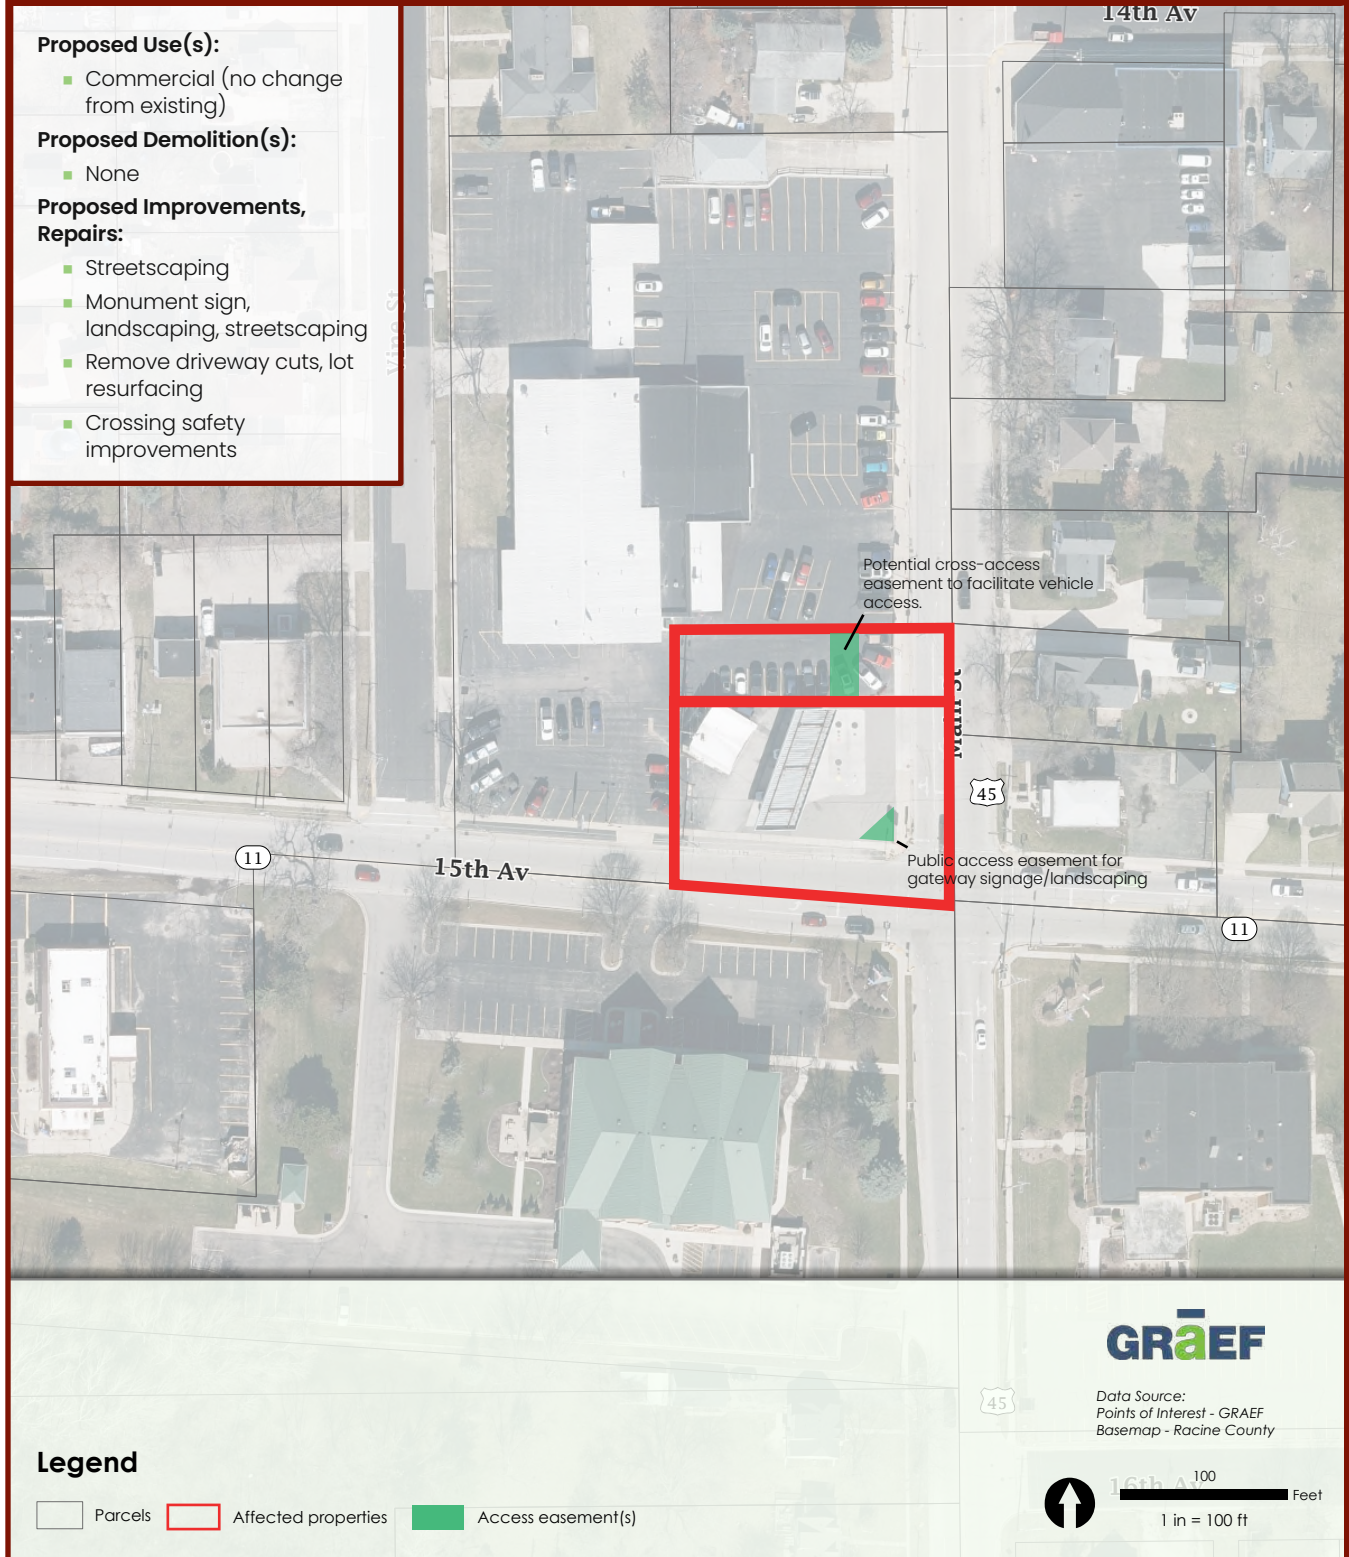 Proposed Use(s):
Commercial (no change
from existing)
Proposed Demolition(s):
None
Proposed Improvements,
Repairs:
Streetscaping
Monument sign,
landscaping, streetscaping
Remove driveway cuts, lot
resurfacing
Crossing safety
improvements
14th Av
Vine St
Potential cross-access
easement to facilitate vehicle
access.
Main St
45
11
15th Av
Public access easement for
gateway signage/landscaping
11
GRāEF
45
Data Source:
Points of Interest - GRAEF
Basemap - Racine County
Legend
Parcels
Affected properties
Access easement(s)
16th Av
100
Feet
1 in = 100 ft